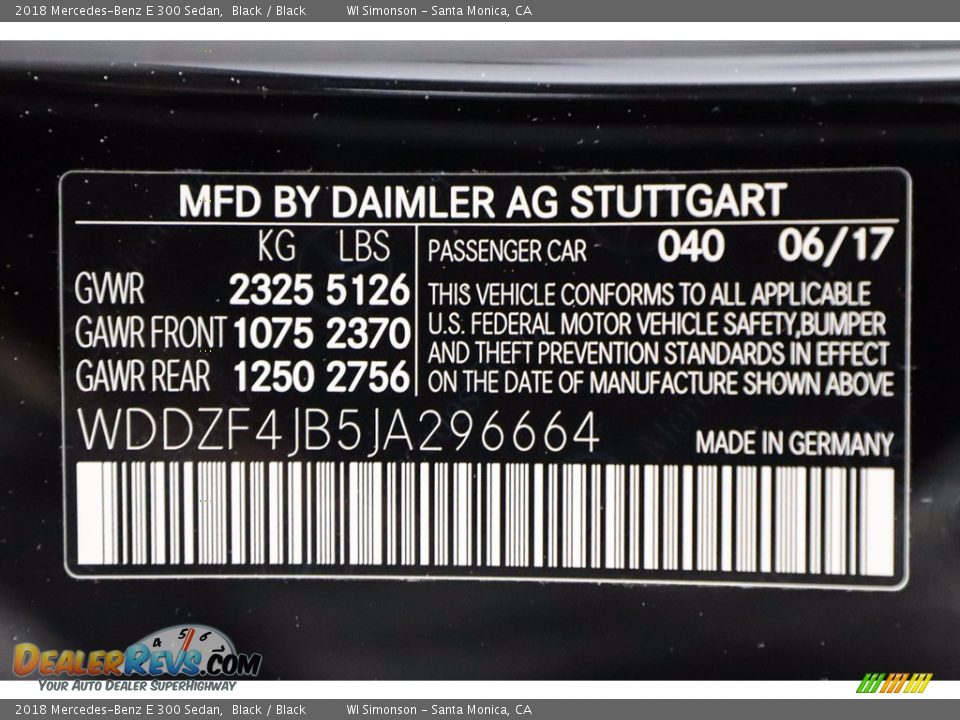 2018 Mercedes-Benz E 300 Sedan, Black / Black WI Simonson - Santa Monica, CA
MFD BY DAIMLER AG STUTTGART
KG LBS
GVWR 2325 5126
GAWR FRONT 1075 2370
GAWR REAR 1250 2756
PASSENGER CAR 040 06/17
THIS VEHICLE CONFORMS TO ALL APPLICABLE
U.S. FEDERAL MOTOR VEHICLE SAFETY,BUMPER
AND THEFT PREVENTION STANDARDS IN EFFECT
ON THE DATE OF MANUFACTURE SHOWN ABOVE
WDDZF4JB5JA296664
MADE IN GERMANY
4 5 6
DEALERREVS.COM
YOUR AUTO DEALER SUPERHIGHWAY
2018 Mercedes-Benz E 300 Sedan, Black / Black WI Simonson - Santa Monica, CA